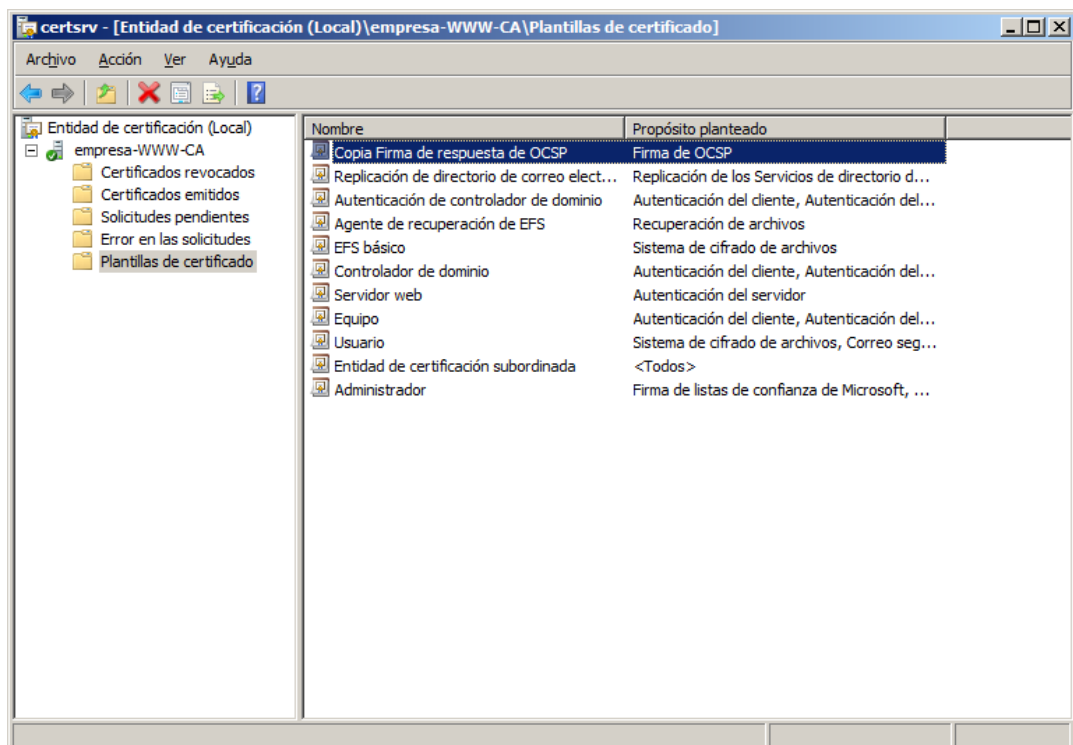 certsrv - [Entidad de certificación (Local)\empresa-WWW-CA\Plantillas de certificado]
Archivo Acción Ver Ayuda
Entidad de certificación (Local)
empresa-WWW-CA
Certificados revocados
Certificados emitidos
Solicitudes pendientes
Error en las solicitudes
Plantillas de certificado
Nombre Propósito planteado
Copia Firma de respuesta de OCSP Firma de OCSP
Replicación de directorio de correo elect... Replicación de los Servicios de directorio d...
Autenticación de controlador de dominio Autenticación del cliente, Autenticación del...
Agente de recuperación de EFS Recuperación de archivos
EFS básico Sistema de cifrado de archivos
Controlador de dominio Autenticación del cliente, Autenticación del...
Servidor web Autenticación del servidor
Equipo Autenticación del cliente, Autenticación del...
Usuario Sistema de cifrado de archivos, Correo seg...
Entidad de certificación subordinada <Todos>
Administrador Firma de listas de confianza de Microsoft, ...